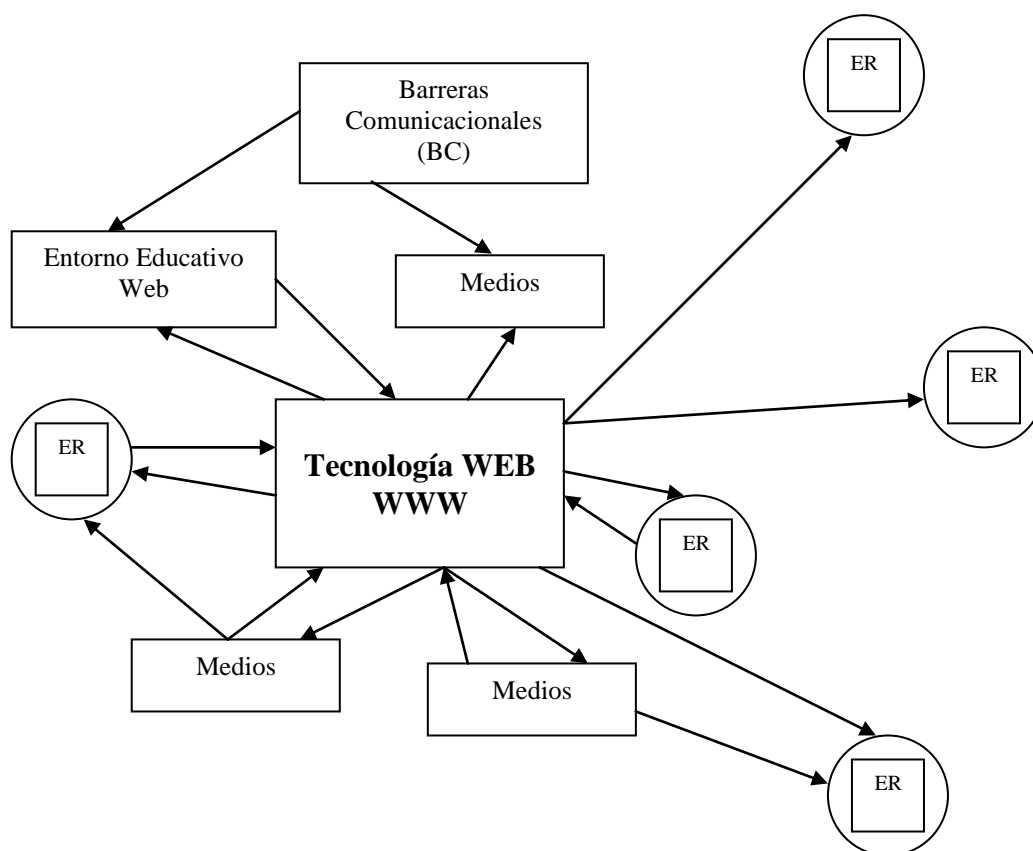 ER
Barreras
Comunicacionales
(BC)
Entorno Educativo
Web
Medios
ER
ER
Tecnología WEB
WWW
ER
Medios
Medios
ER